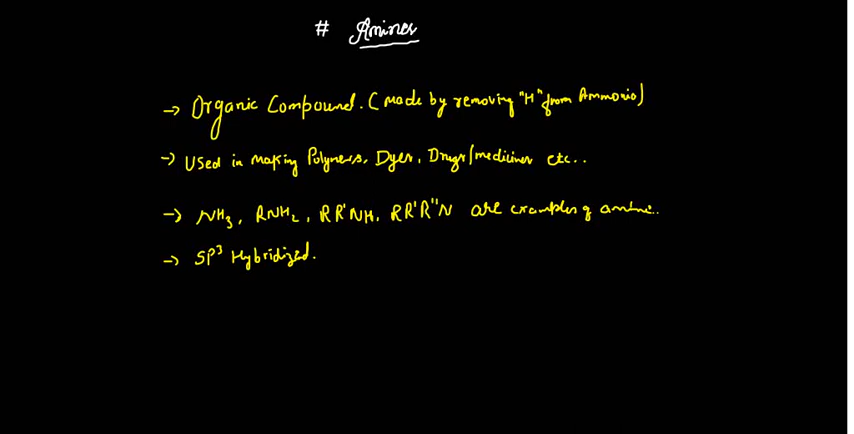 # Amines
→ Organic Compound. ( Made by removing "H" from Ammonia)
→ Used in making Polymers, Dyes, Drugs/medicines etc..
→ NH3, RNH2, RR'NH, RR'R"N are examples of amine..
→ SP³ Hybridized.